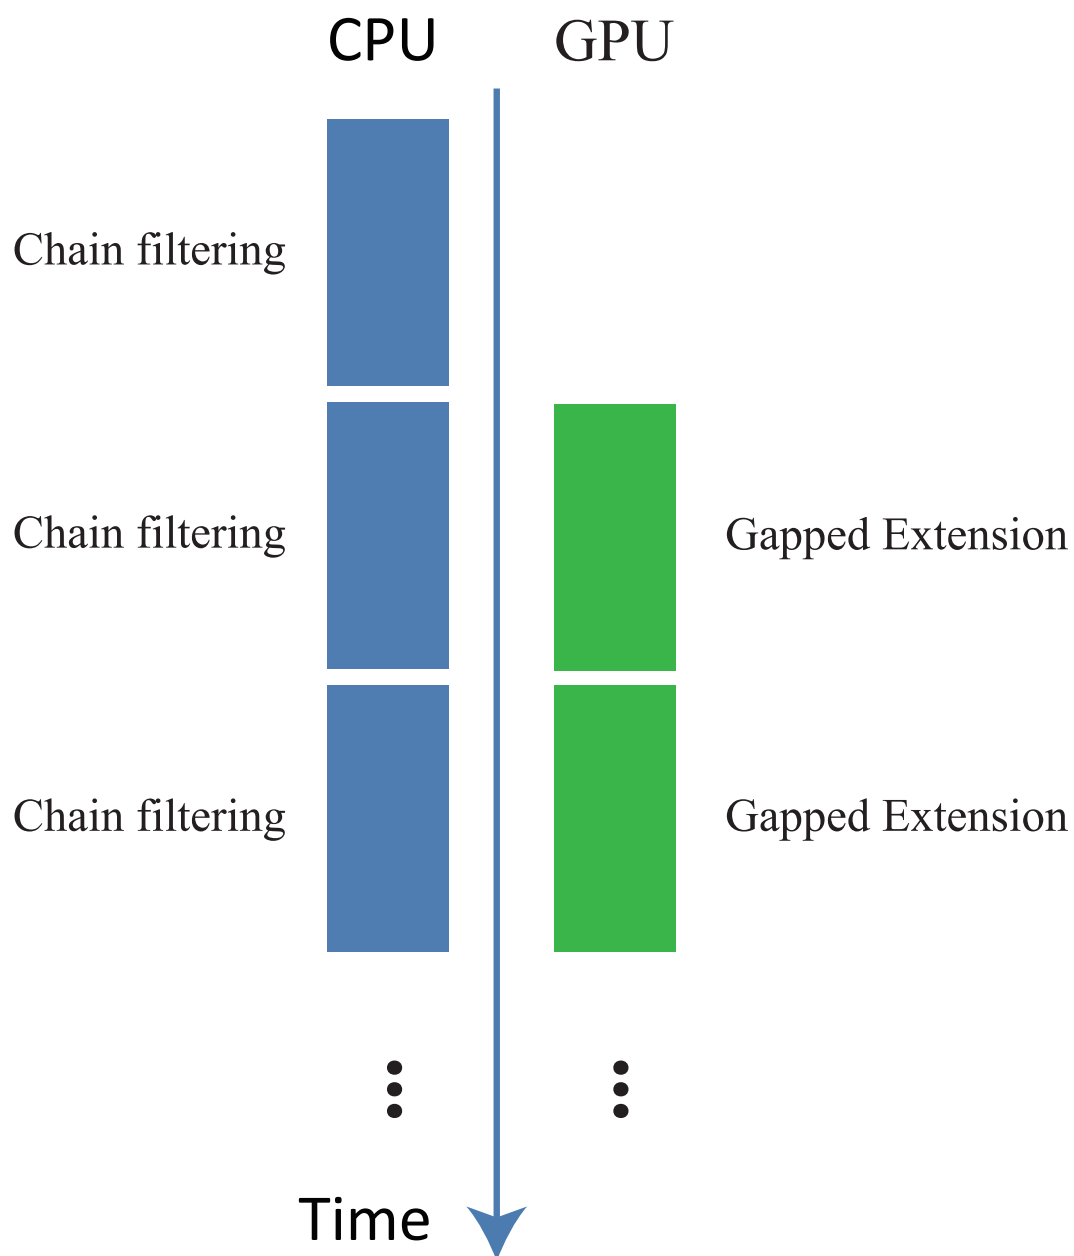 CPU
GPU
Chain filtering
Chain filtering
Gapped Extension
Chain filtering
Gapped Extension
Time